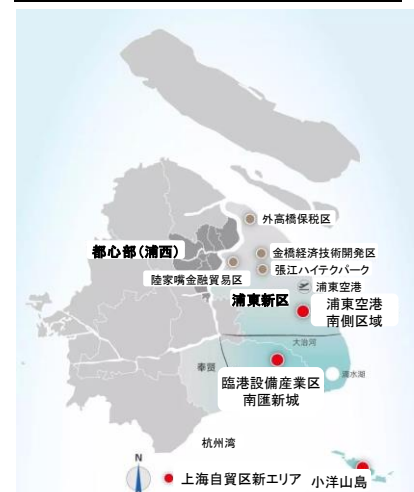 外高橋保税区
都心部(浦西)
金橋経済技術開発区
張江ハイテクパーク
陸家嘴金融貿易区
浦東空港
浦東新区
浦東空港
南側区域
大治河
奉贤
滴水湖
臨港設備産業区
南匯新城
杭州湾
N
上海自貿区新エリア
小洋山島